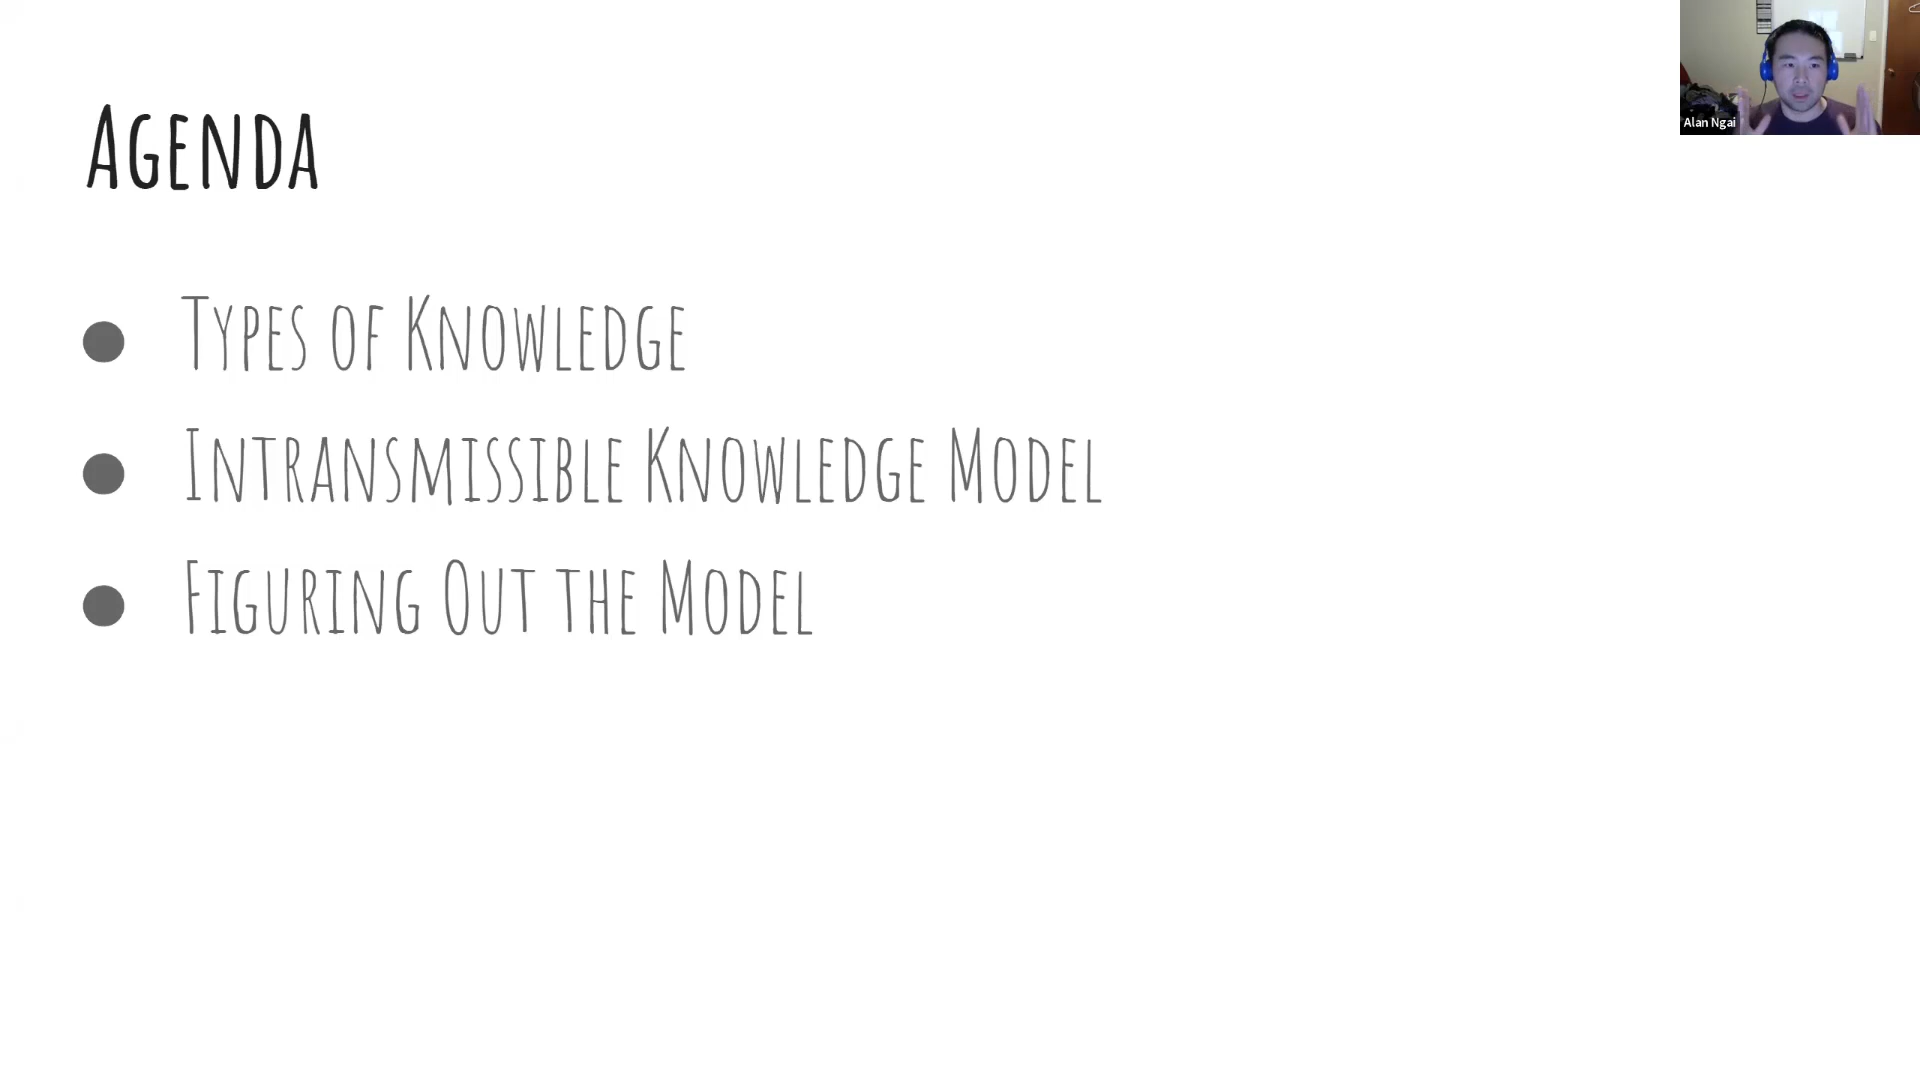 Alan Ngai
AGENDA
● TYPES OF KNOWLEDGE
● INTRANSMISSIBLE KNOWLEDGE MODEL
● FIGURING OUT THE MODEL